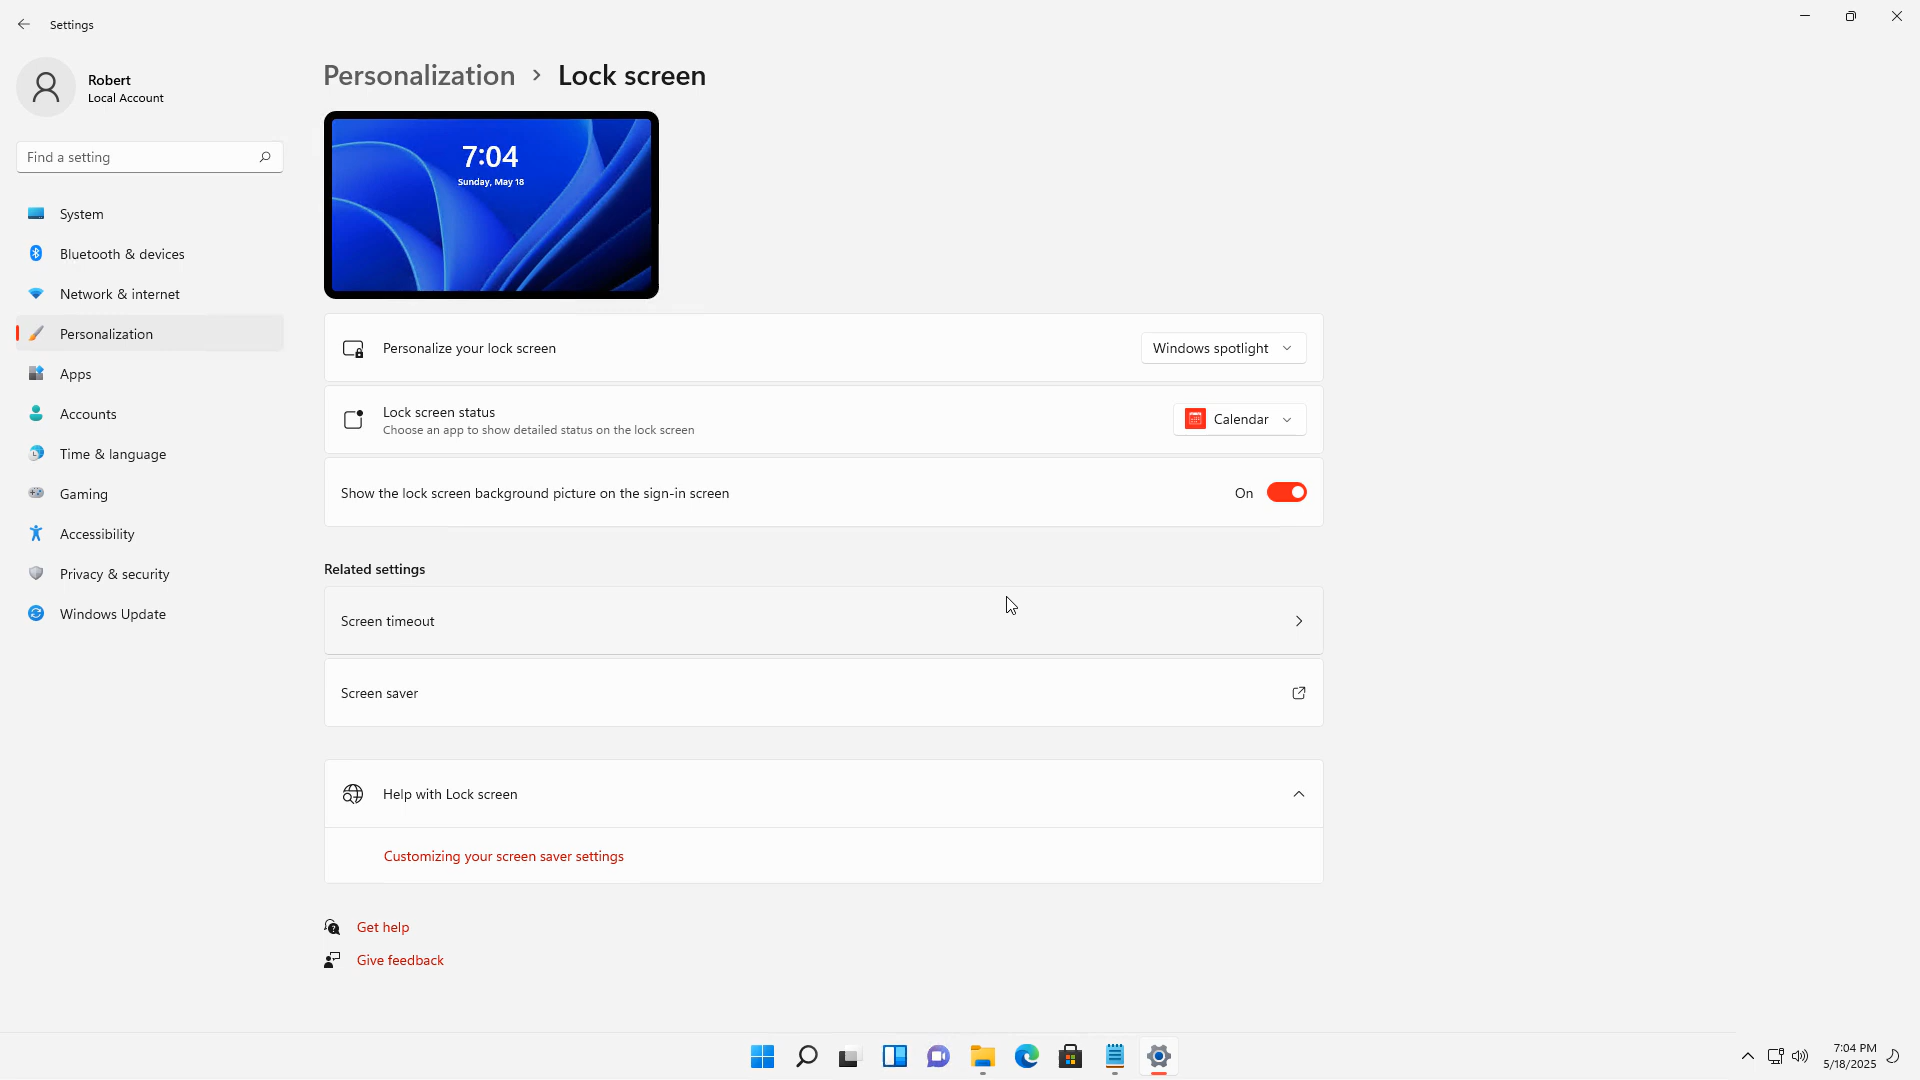 Settings
Robert
Local Account
Find a setting
System
Bluetooth & devices
Network & internet
Personalization
Apps
Accounts
Time & language
Gaming
Accessibility
Privacy & security
Windows Update
Personalization > Lock screen
7:04
Sunday, May 18
Personalize your lock screen
Windows spotlight
Lock screen status
Choose an app to show detailed status on the lock screen
Calendar
Show the lock screen background picture on the sign-in screen
On
Related settings
Screen timeout
Screen saver
Help with Lock screen
Customizing your screen saver settings
Get help
Give feedback
7:04 PM
5/18/2025